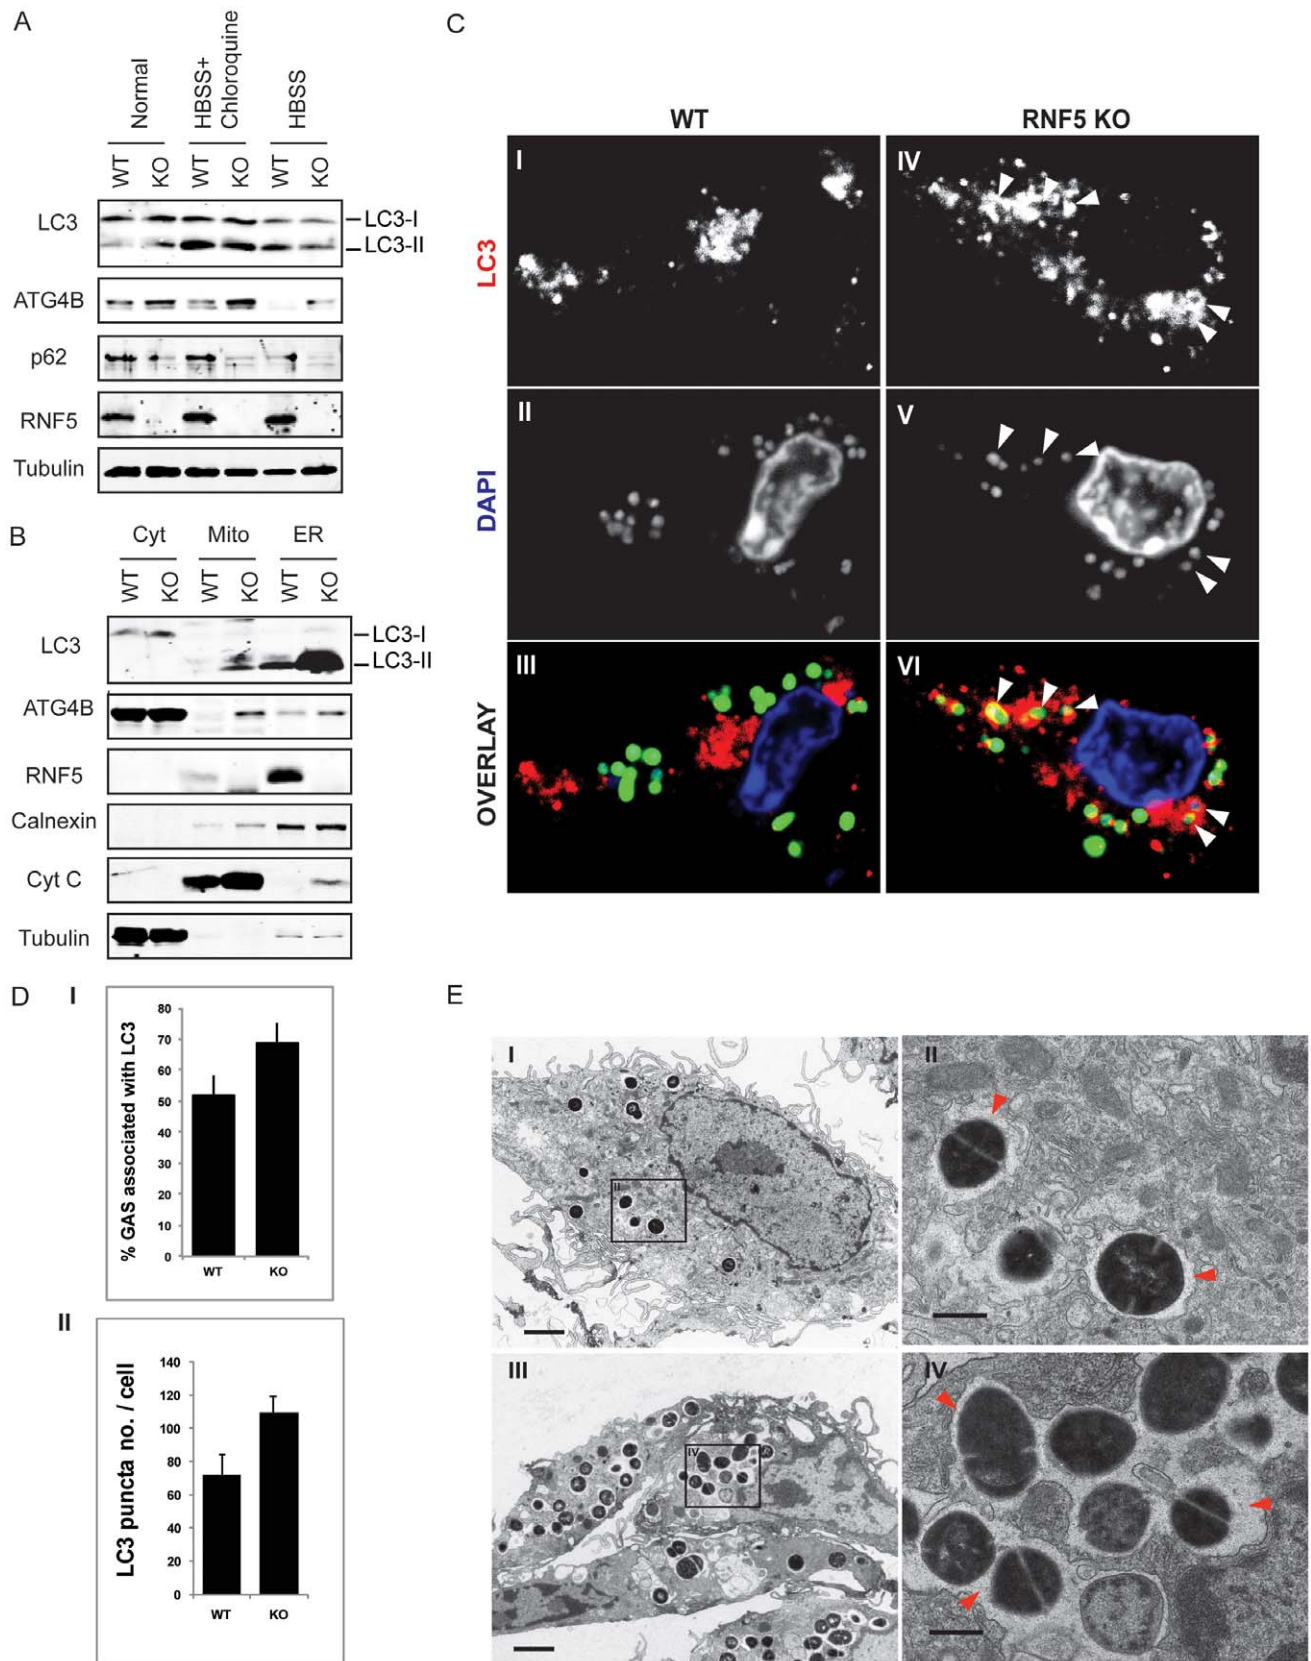 A
Normal
HBSS+
Chloroquine
HBSS
WT KO WT KO WT KO
LC3
LC3-I
LC3-II
ATG4B
p62
RNF5
Tubulin
B
Cyt Mito ER
WT KO WT KO WT KO
LC3
LC3-I
LC3-II
ATG4B
RNF5
Calnexin
Cyt C
Tubulin
C
WT RNF5 KO
LC3
I IV
DAPI
II V
OVERLAY
III VI
D
I
% GAS associated with LC3
80
70
60
50
40
30
20
10
0
WT KO
II
LC3 puncta no. / cell
140
120
100
80
60
40
20
0
WT KO
E
I II
II
III IV
IV